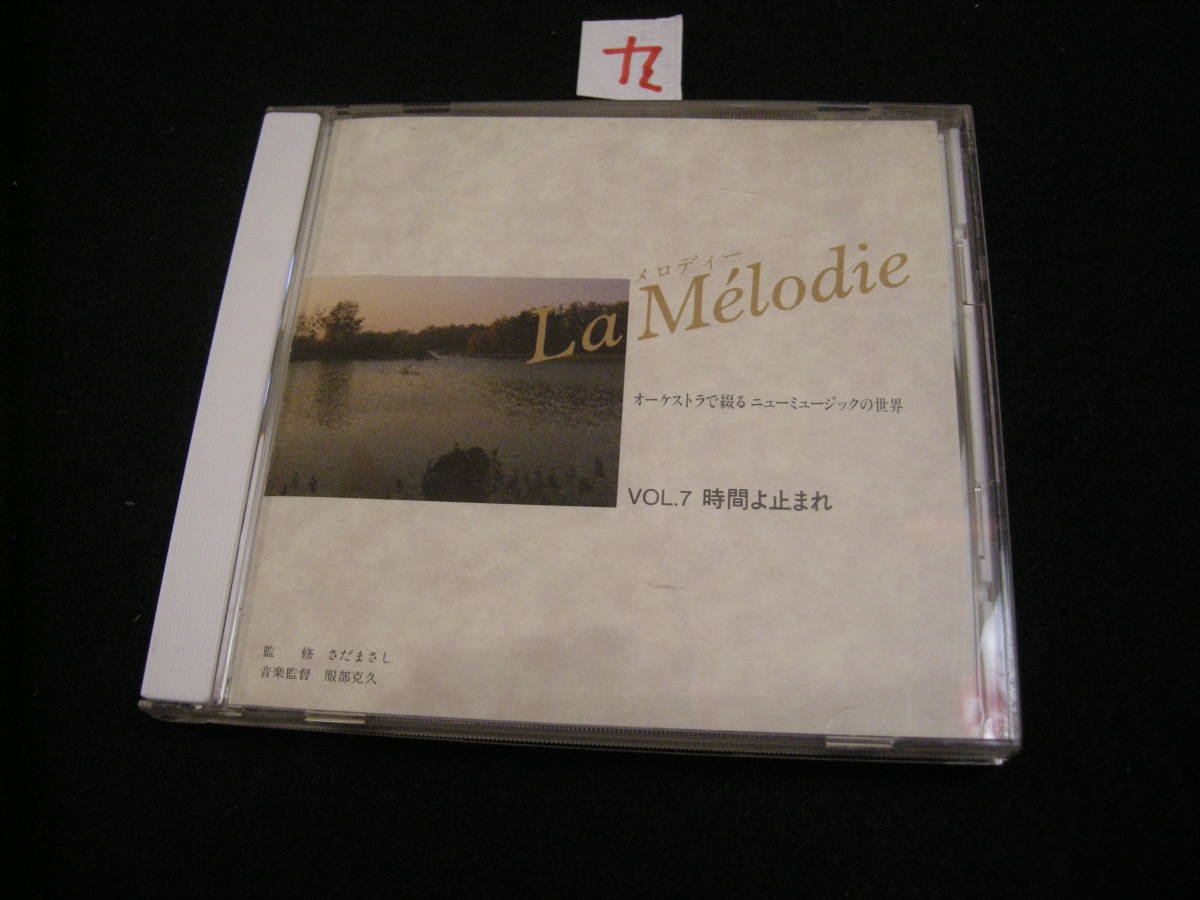 メロディー
La Mélodie
オーケストラで綴る ニューミュージックの世界
VOL.7 時間よ止まれ
監 修 さだまさし
音楽監督 服部克久